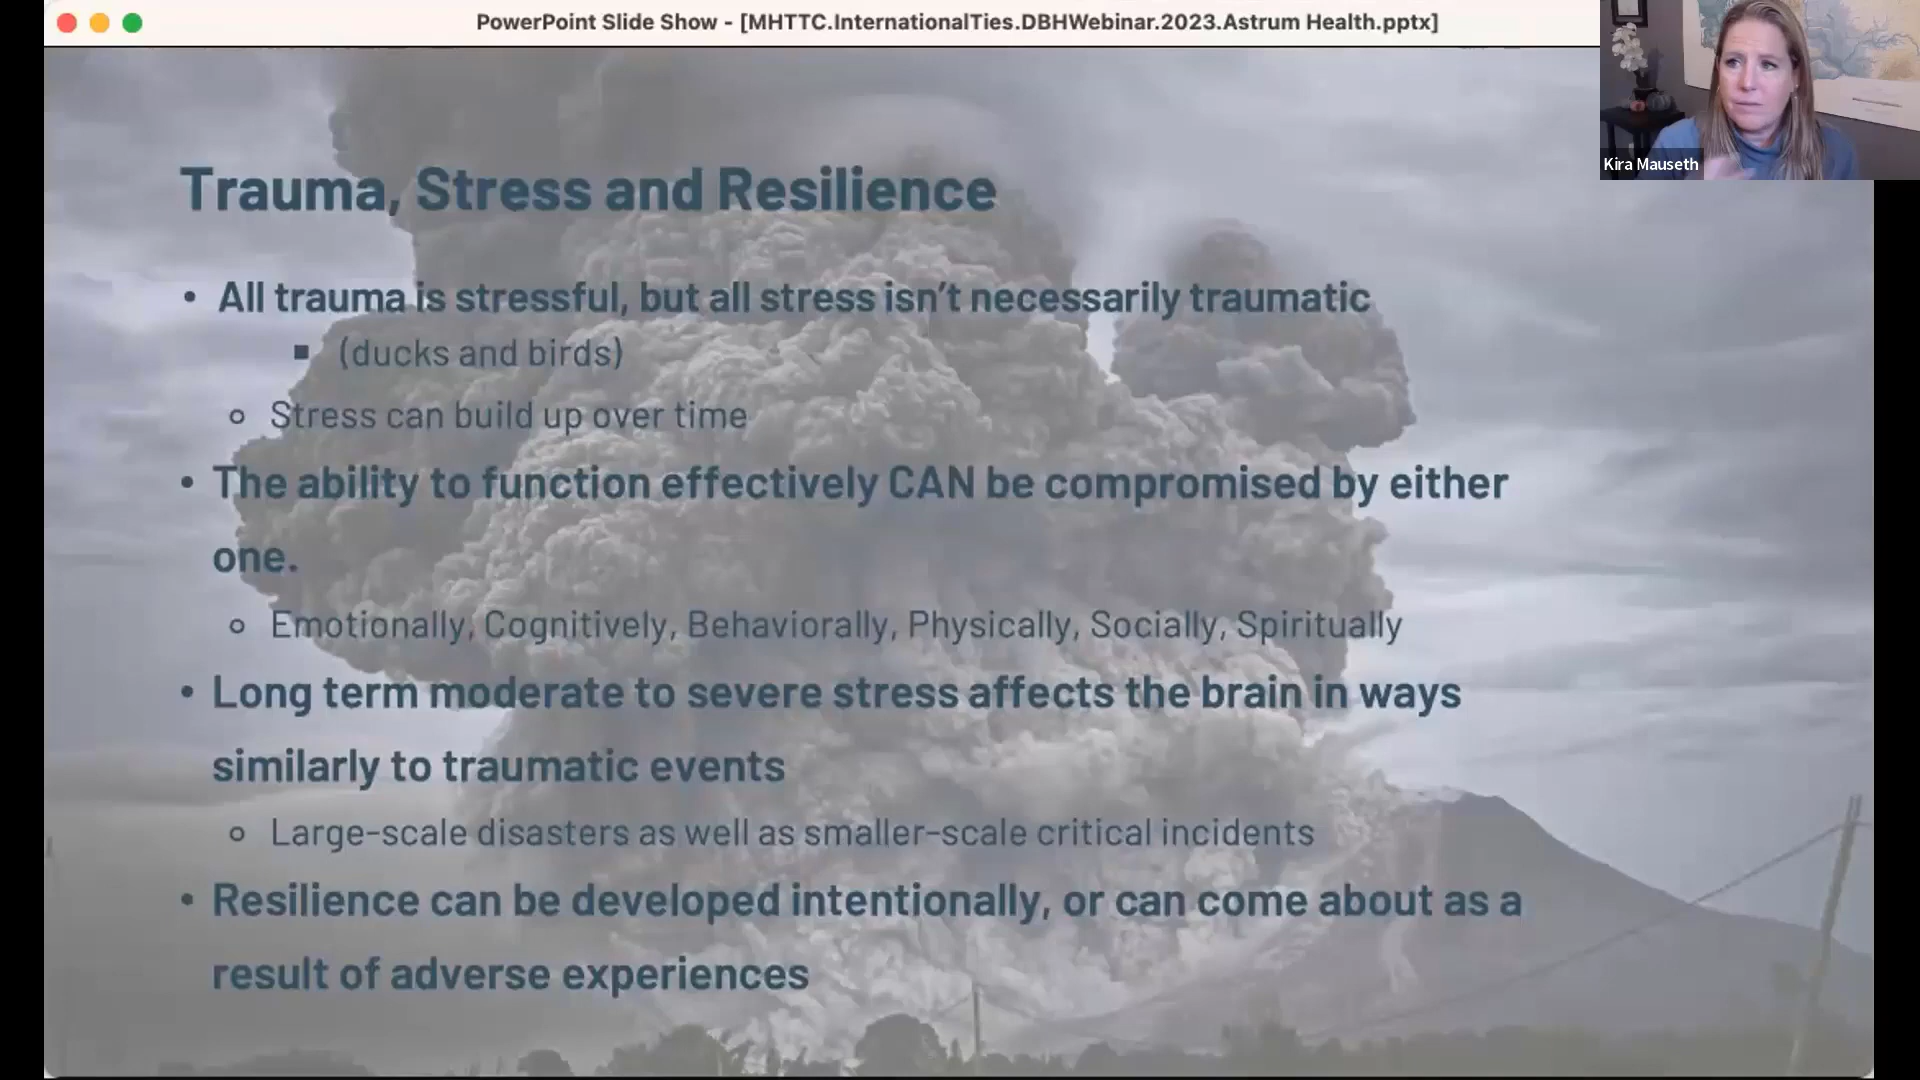 PowerPoint Slide Show - [MHTTC.InternationalTies.DBHWebinar.2023.Astrum Health.pptx]
Kira Mauseth
Trauma, Stress and Resilience
• All trauma is stressful, but all stress isn't necessarily traumatic
▪ (ducks and birds)
○ Stress can build up over time
• The ability to function effectively CAN be compromised by either
one.
○ Emotionally, Cognitively, Behaviorally, Physically, Socially, Spiritually
• Long term moderate to severe stress affects the brain in ways
similarly to traumatic events
○ Large-scale disasters as well as smaller-scale critical incidents
• Resilience can be developed intentionally, or can come about as a
result of adverse experiences